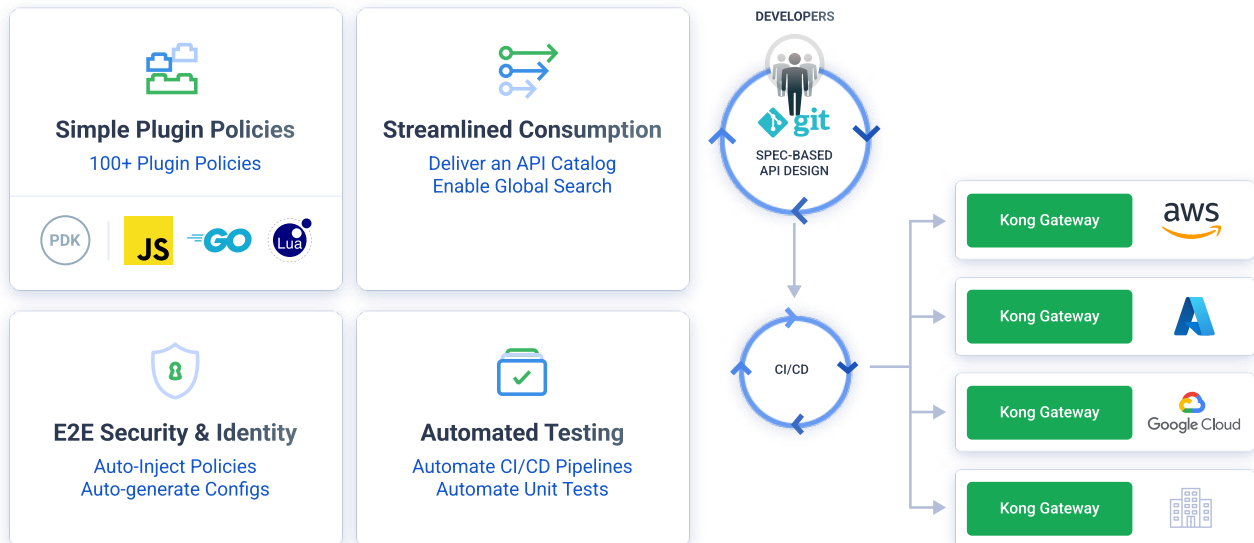 Simple Plugin Policies
100+ Plugin Policies
PDK
JS
GO
Lua
Streamlined Consumption
Deliver an API Catalog
Enable Global Search
E2E Security & Identity
Auto-Inject Policies
Auto-generate Configs
Automated Testing
Automate CI/CD Pipelines
Automate Unit Tests
DEVELOPERS
git
SPEC-BASED
API DESIGN
CI/CD
Kong Gateway
aws
Kong Gateway
Kong Gateway
Google Cloud
Kong Gateway